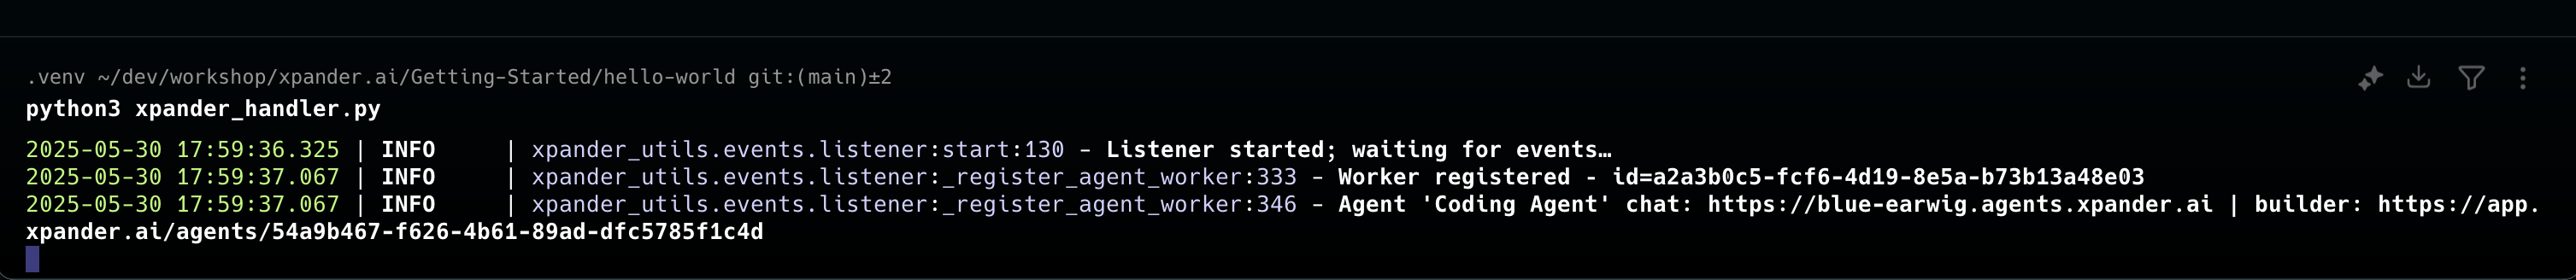 .venv ~/dev/workshop/xpander.ai/Getting-Started/hello-world git:(main)±2
python3 xpander_handler.py
2025-05-30 17:59:36.325 | INFO     | xpander_utils.events.listener:start:130 - Listener started; waiting for events…
2025-05-30 17:59:37.067 | INFO     | xpander_utils.events.listener:_register_agent_worker:333 - Worker registered - id=a2a3b0c5-fcf6-4d19-8e5a-b73b13a48e03
2025-05-30 17:59:37.067 | INFO     | xpander_utils.events.listener:_register_agent_worker:346 - Agent 'Coding Agent' chat: https://blue-earwig.agents.xpander.ai | builder: https://app.
xpander.ai/agents/54a9b467-f626-4b61-89ad-dfc5785f1c4d